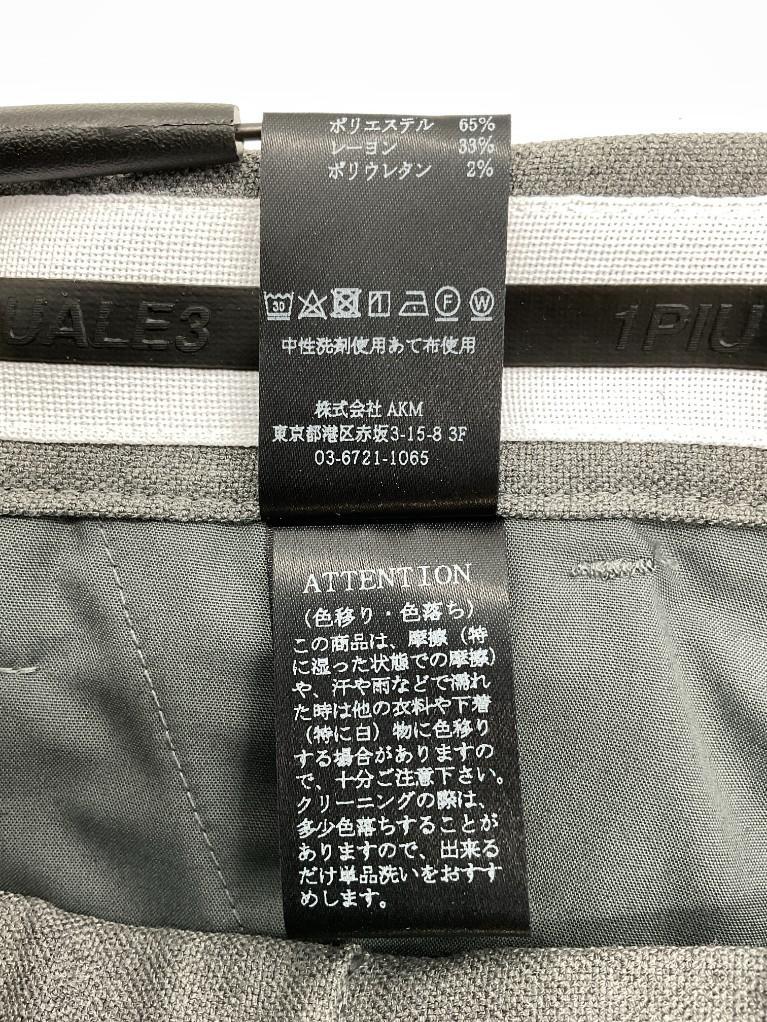 ポリエステル 65%
レーヨン 33%
ポリウレタン 2%
30 F W
UALE3 1PIU
中性洗剤使用あて布使用
株式会社 AKM
東京都港区赤坂3-15-8 3F
03-6721-1065
ATTENTION
(色移り・色落ち)
この商品は、摩擦(特
に湿った状態での摩擦)
や、汗や雨などで濡れ
た時は他の衣料や下着
(特に白)物に色移り
する場合がありますの
で、十分ご注意下さい。
クリーニングの際は、
多少色落ちすることが
ありますので、出来る
だけ単品洗いをおすす
めします。